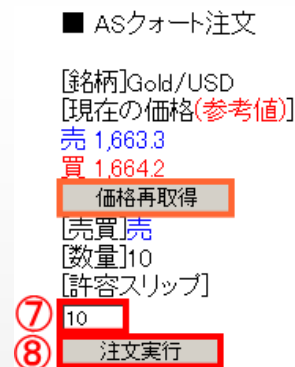 ■ ASクォート注文
[銘柄]Gold/USD
[現在の価格(参考値)]
売 1,663.3
買 1,664.2
価格再取得
[売買]売
[数量]10
[許容スリップ]
⑦ 10
⑧ 注文実行